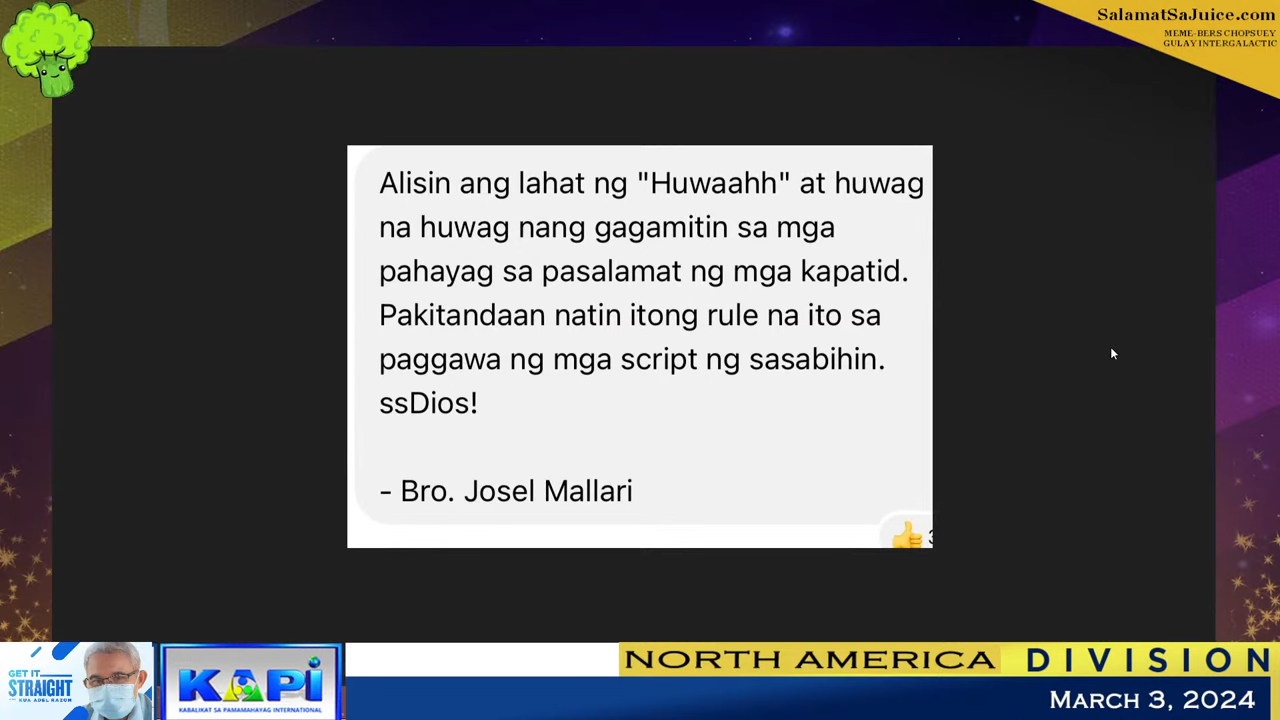 SalamatSaJuice.com
MEME-BERS CHOPSUEY
GULAY INTERGALACTIC
Alisin ang lahat ng "Huwaahh" at huwag
na huwag nang gagamitin sa mga
pahayag sa pasalamat ng mga kapatid.
Pakitandaan natin itong rule na ito sa
paggawa ng mga script ng sasabihin.
ssDios!
- Bro. Josel Mallari
GET IT
STRAIGHT
KUYA DANIEL RAZON
KAPI
KABALIKAT SA PAMAMAHAYAG INTERNATIONAL
NORTH AMERICA DIVISION
MARCH 3, 2024